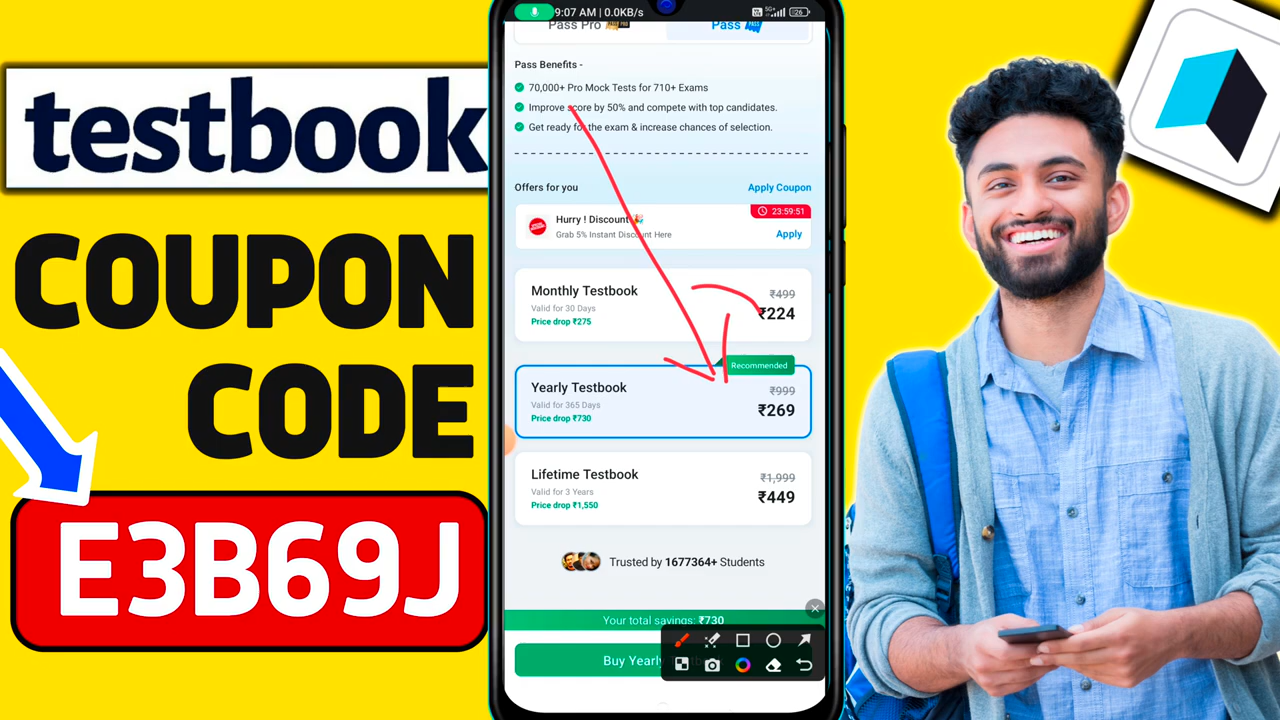 testbook
COUPON
CODE
E3B69J
9:07 AM | 0.0KB/s
5G
26
Pass Pro
Pass
Pass Benefits -
70,000+ Pro Mock Tests for 710+ Exams
Improve score by 50% and compete with top candidates.
Get ready for the exam & increase chances of selection.
Offers for you
Apply Coupon
23:59:51
Hurry ! Discount
Grab 5% Instant Discount Here
Apply
Monthly Testbook
₹499
Valid for 30 Days
₹224
Price drop ₹275
Recommended
Yearly Testbook
₹999
Valid for 365 Days
₹269
Price drop ₹730
Lifetime Testbook
₹1,999
Valid for 3 Years
₹449
Price drop ₹1,550
Trusted by 1677364+ Students
Your total savings: ₹730
Buy Yearly